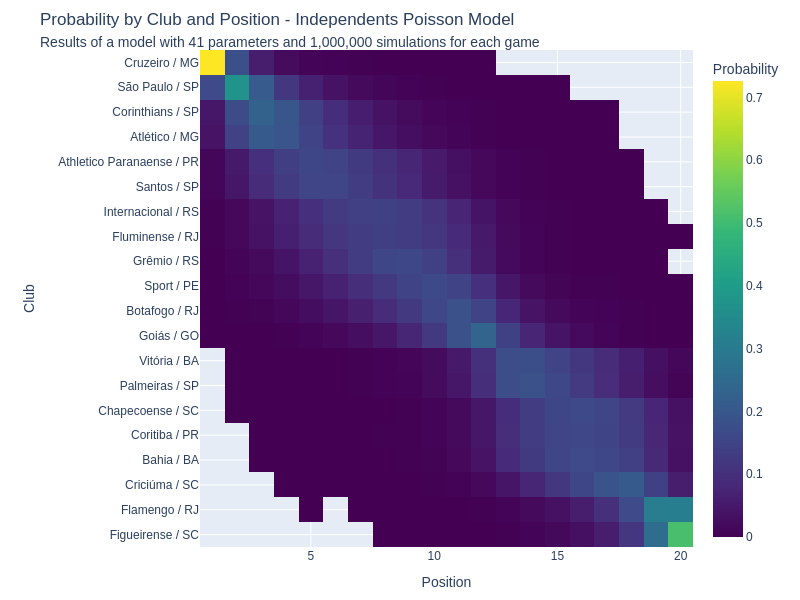 Probability by Club and Position - Independents Poisson Model
Results of a model with 41 parameters and 1,000,000 simulations for each game
Cruzeiro / MG
São Paulo / SP
Corinthians / SP
Atlético / MG
Athletico Paranaense / PR
Santos / SP
Internacional / RS
Fluminense / RJ
Grêmio / RS
Sport / PE
Botafogo / RJ
Goiás / GO
Vitória / BA
Palmeiras / SP
Chapecoense / SC
Coritiba / PR
Bahia / BA
Criciúma / SC
Flamengo / RJ
Figueirense / SC
Club
5 10 15 20
Position
Probability
0.7
0.6
0.5
0.4
0.3
0.2
0.1
0